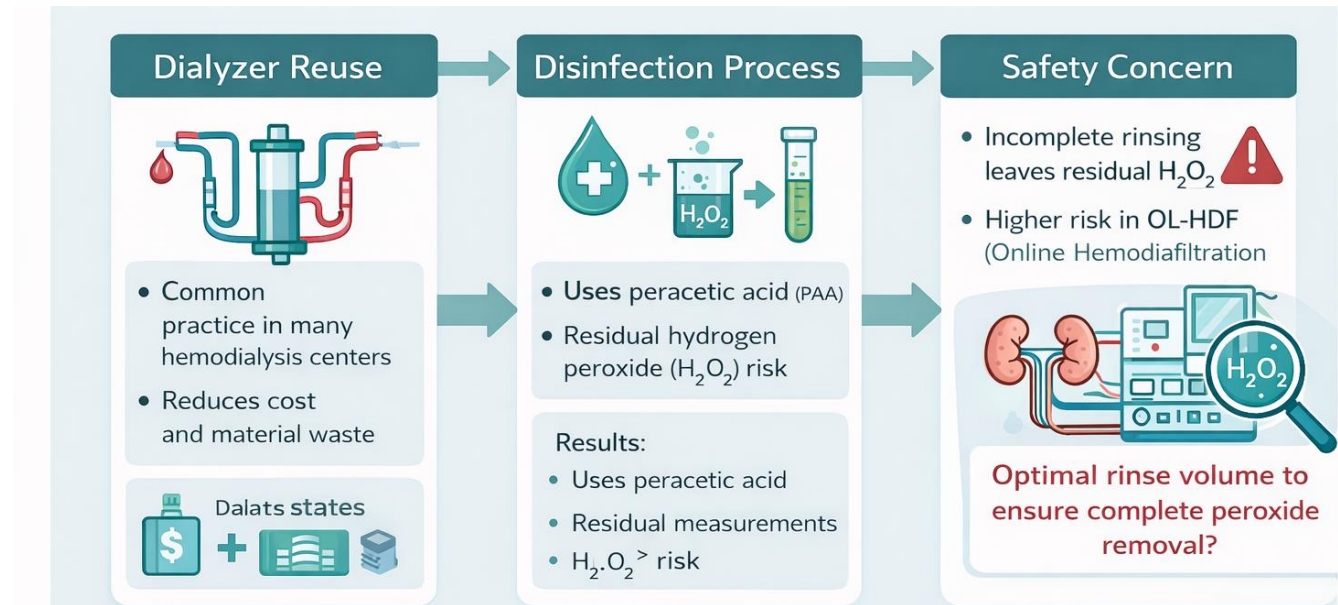 Dialyzer Reuse
• Common
practice in many
hemodialysis centers
• Reduces cost
and material waste
$
Dalats states
Disinfection Process
H₂O₂
• Uses peracetic acid (PAA)
• Residual hydrogen
peroxide (H₂O₂) risk
Results:
• Uses peracetic acid
• Residual measurements
• H₂.O₂˃ risk
Safety Concern
• Incomplete rinsing
leaves residual H₂O₂
!
• Higher risk in OL-HDF
(Online Hemodiafiltration
H₂O₂
Optimal rinse volume to
ensure complete peroxide
removal?